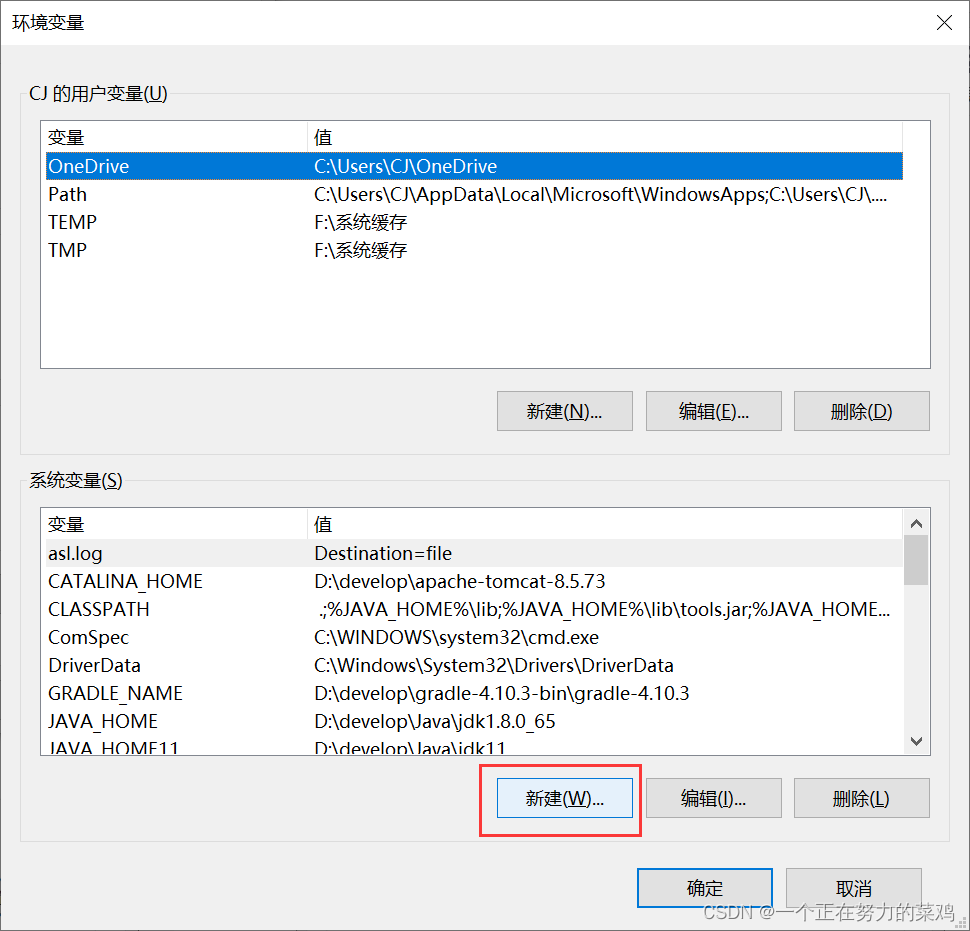 环境变量
CJ 的用户变量(U)
变量 值
OneDrive C:\Users\CJ\OneDrive
Path C:\Users\CJ\AppData\Local\Microsoft\WindowsApps;C:\Users\CJ\....
TEMP F:\系统缓存
TMP F:\系统缓存
新建(N)... 编辑(E)... 删除(D)
系统变量(S)
变量 值
asl.log Destination=file
CATALINA_HOME D:\develop\apache-tomcat-8.5.73
CLASSPATH .;%JAVA_HOME%\lib;%JAVA_HOME%\lib\tools.jar;%JAVA_HOME...
ComSpec C:\WINDOWS\system32\cmd.exe
DriverData C:\Windows\System32\Drivers\DriverData
GRADLE_NAME D:\develop\gradle-4.10.3-bin\gradle-4.10.3
JAVA_HOME D:\develop\Java\jdk1.8.0_65
JAVA_HOME11 D:\develop\Java\jdk11
新建(W)... 编辑(I)... 删除(L)
确定 取消
CSDN @一个正在努力的菜鸡